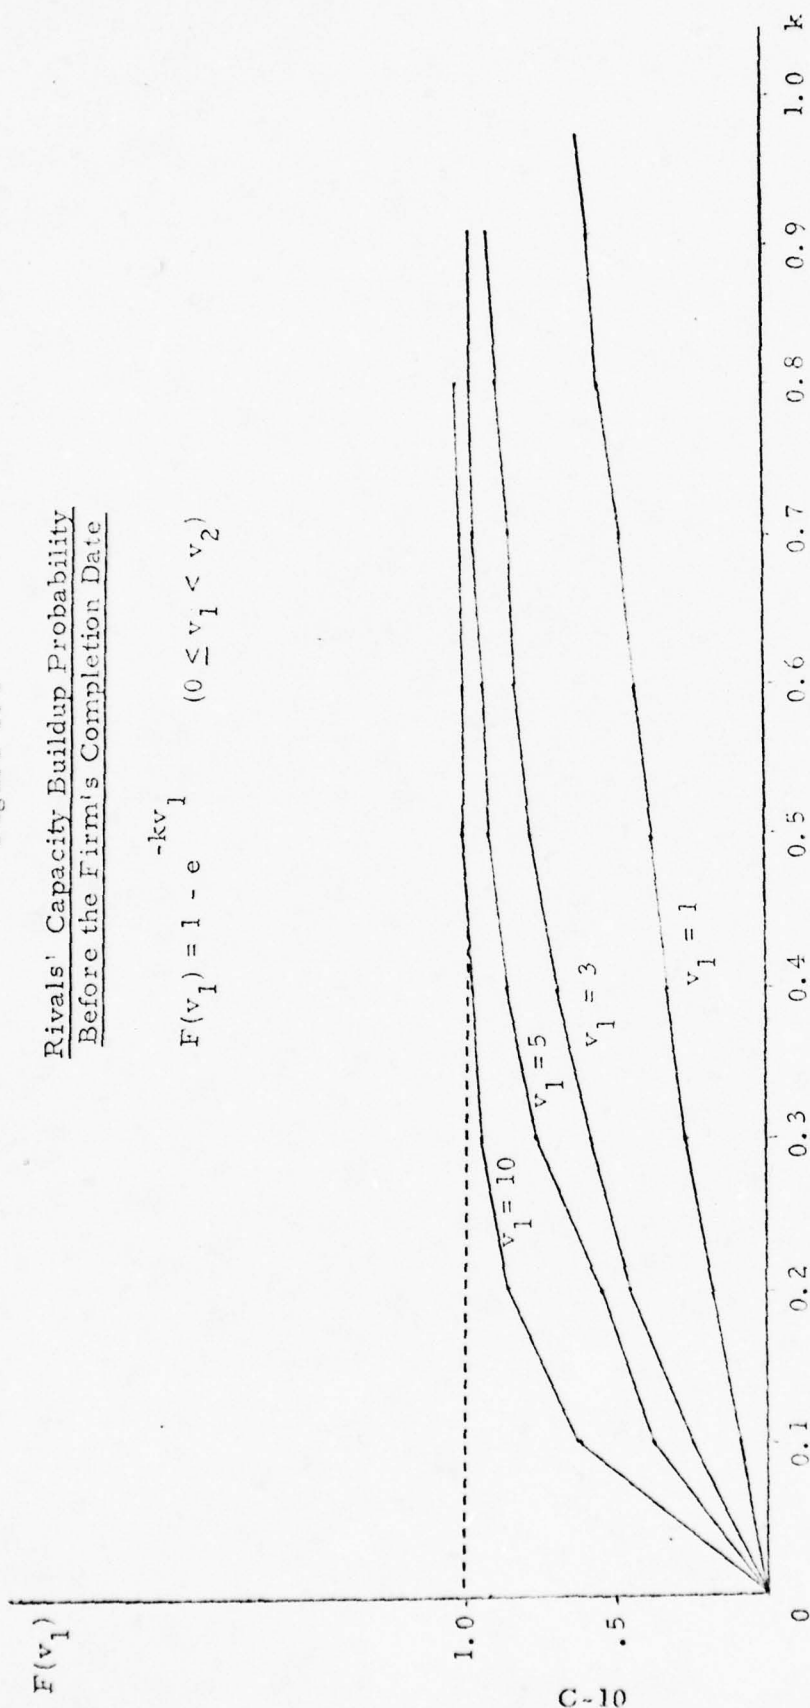 Rivals' Capacity Buildup Probability
Before the Firm's Completion Date
F(v1) = 1 - e^-kv1 (0 ≤ v1 < v2)
F(v1)
1.0
.5
0
v1 = 10
v1 = 5
v1 = 3
v1 = 1
0.1 0.2 0.3 0.4 0.5 0.6 0.7 0.8 0.9 1.0 k
C-10